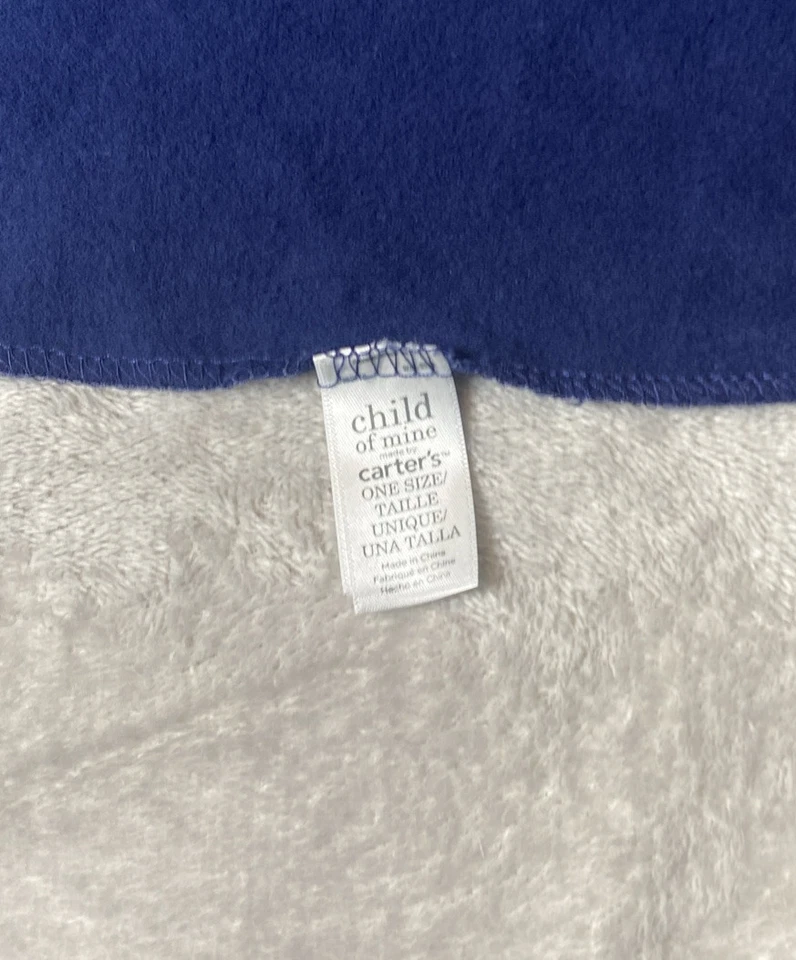 child
of mine
made by
carter's™
ONE SIZE/
TAILLE
UNIQUE/
UNA TALLA
Made in China
Fabriqué en Chine
Hecho en China